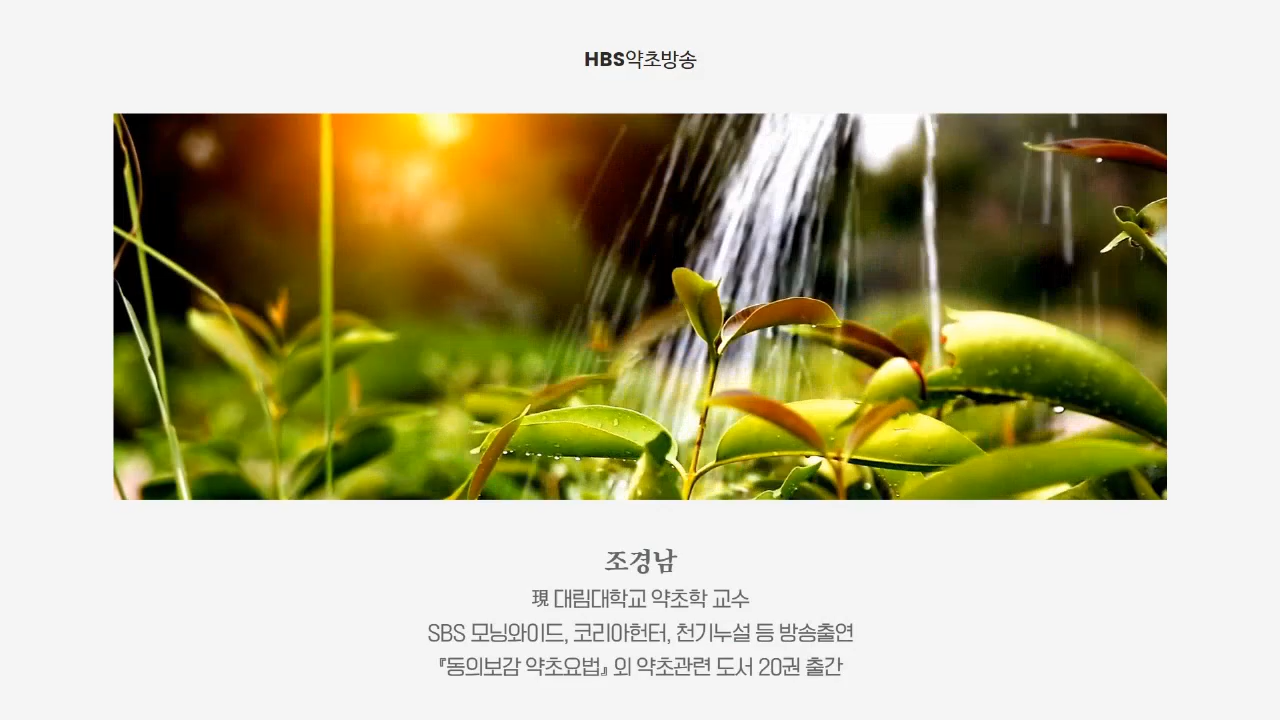 HBS약초방송
조경남
現 대림대학교 약초학 교수
SBS 모닝와이드, 코리아헌터, 천기누설 등 방송출연
『동의보감 약초요법』 외 약초관련 도서 20권 출간